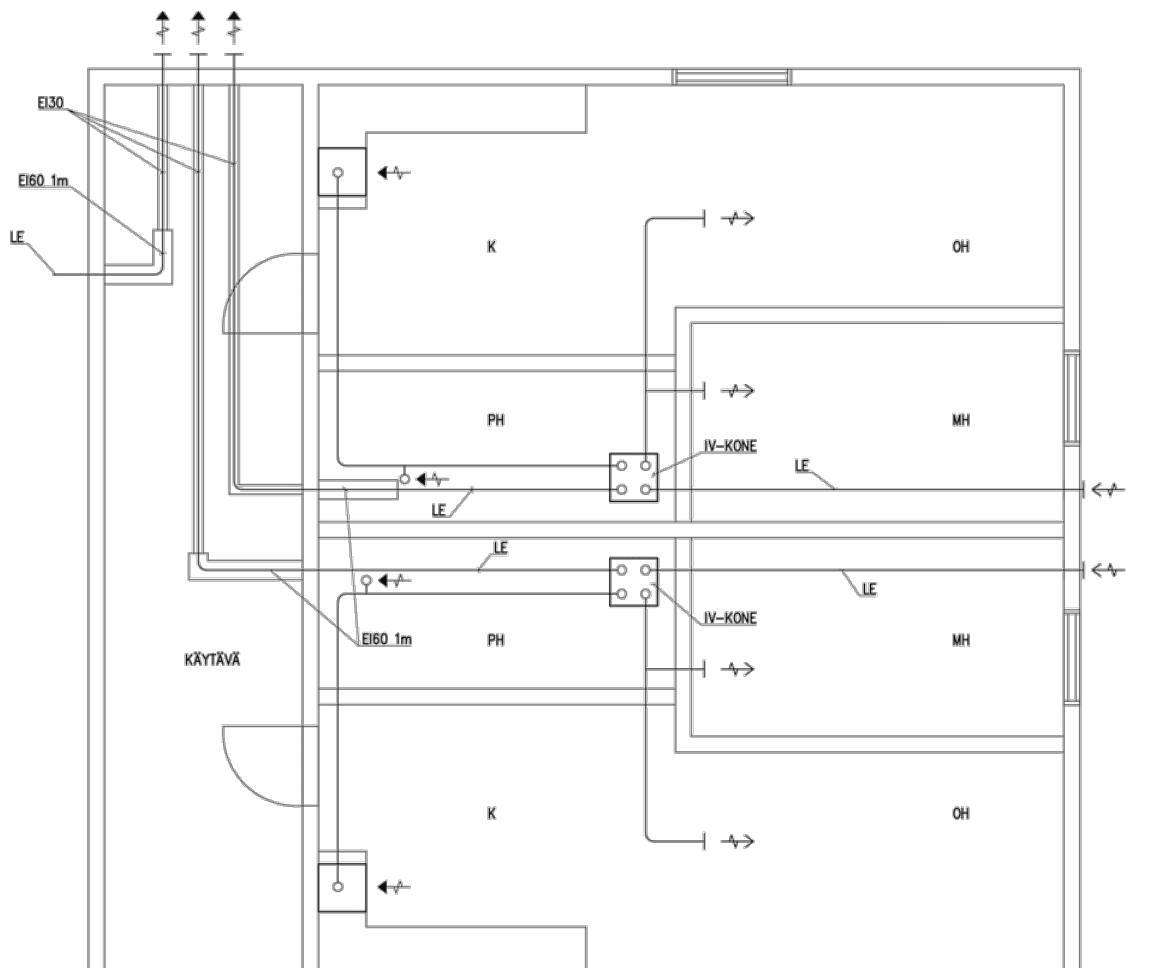 EI30
EI60 1m
LE
K
OH
PH
MH
IV-KONE
LE
LE
LE
LE
IV-KONE
EI60 1m
PH
MH
KÄYTÄVÄ
K
OH